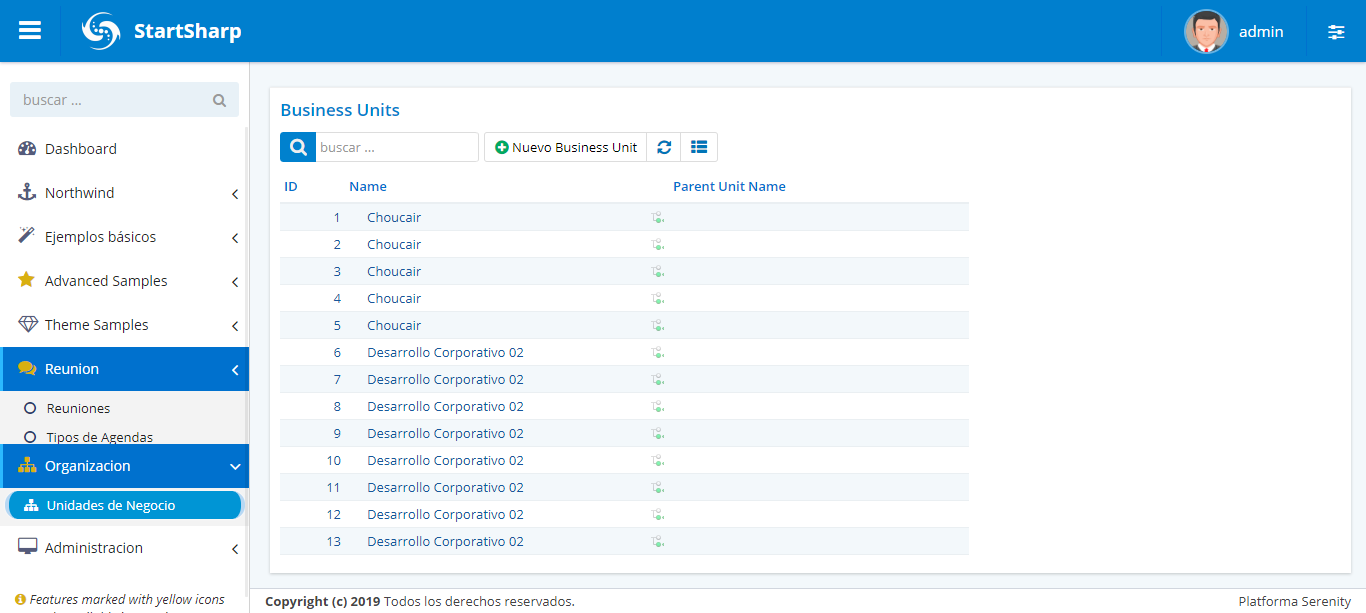 StartSharp
admin
buscar ...
Dashboard
Northwind
Ejemplos básicos
Advanced Samples
Theme Samples
Reunion
Reuniones
Tipos de Agendas
Organizacion
Unidades de Negocio
Administracion
Features marked with yellow icons
Business Units
buscar ...
Nuevo Business Unit
ID Name Parent Unit Name
1 Choucair
2 Choucair
3 Choucair
4 Choucair
5 Choucair
6 Desarrollo Corporativo 02
7 Desarrollo Corporativo 02
8 Desarrollo Corporativo 02
9 Desarrollo Corporativo 02
10 Desarrollo Corporativo 02
11 Desarrollo Corporativo 02
12 Desarrollo Corporativo 02
13 Desarrollo Corporativo 02
Copyright (c) 2019 Todos los derechos reservados.
Platforma Serenity